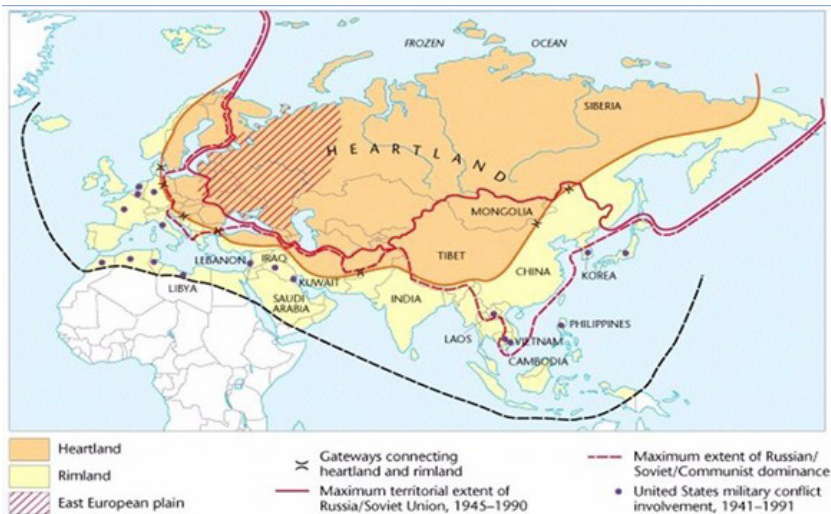 FROZEN OCEAN
SIBERIA
HEARTLAND
MONGOLIA
TIBET
CHINA
KOREA
LEBANON
IRAQ
KUWAIT
LIBYA
SAUDI
ARABIA
INDIA
PHILIPPINES
LAOS
VIETNAM
CAMBODIA
Heartland
Rimland
East European plain
Gateways connecting
heartland and rimland
Maximum territorial extent of
Russia/Soviet Union, 1945–1990
Maximum extent of Russian/
Soviet/Communist dominance
United States military conflict
involvement, 1941–1991